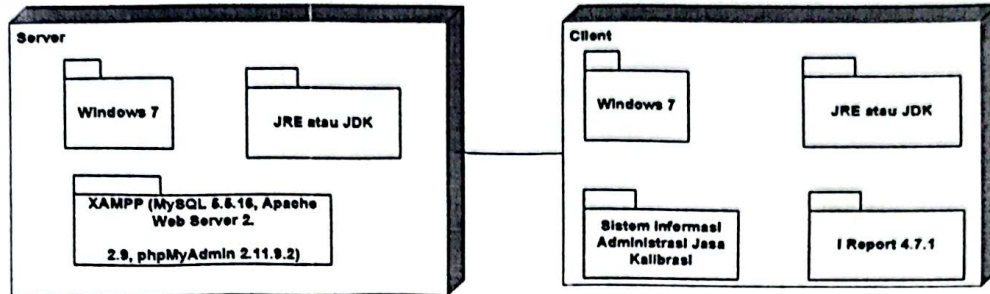 Server
Windows 7
JRE atau JDK
XAMPP (MySQL 5.5.16, Apache
Web Server 2.
2.9, phpMyAdmin 2.11.9.2)
Client
Windows 7
JRE atau JDK
Sistem Informasi
Administrasi Jasa
Kalibrasi
I Report 4.7.1